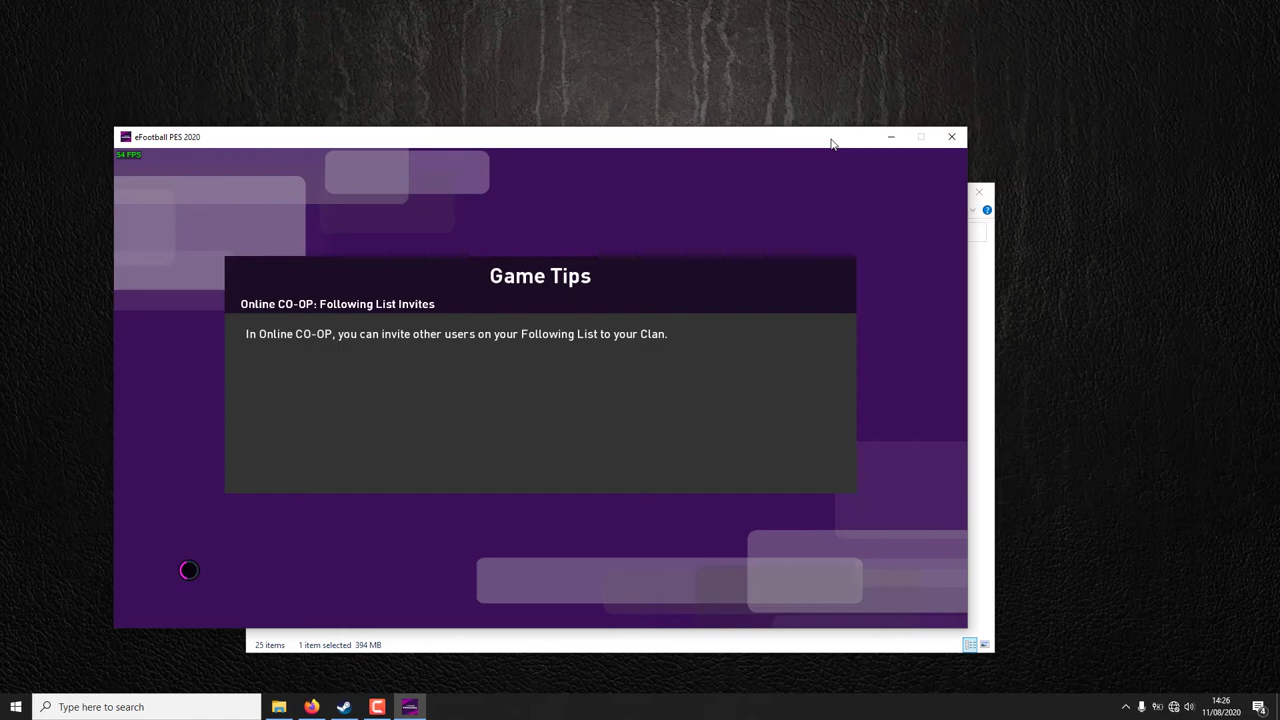 eFootball PES 2020
54 FPS
Game Tips
Online CO-OP: Following List Invites
In Online CO-OP, you can invite other users on your Following List to your Clan.
25 items 1 item selected 394 MB
Type here to search
14:26
11/08/2020